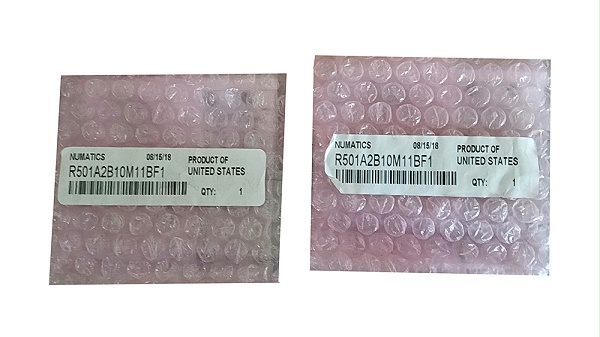 NUMATICS 08/15/18 PRODUCT OF
R501A2B10M11BF1 UNITED STATES
QTY: 1
NUMATICS 08/15/18 PRODUCT OF
R501A2B10M11BF1 UNITED STATES
QTY: 1